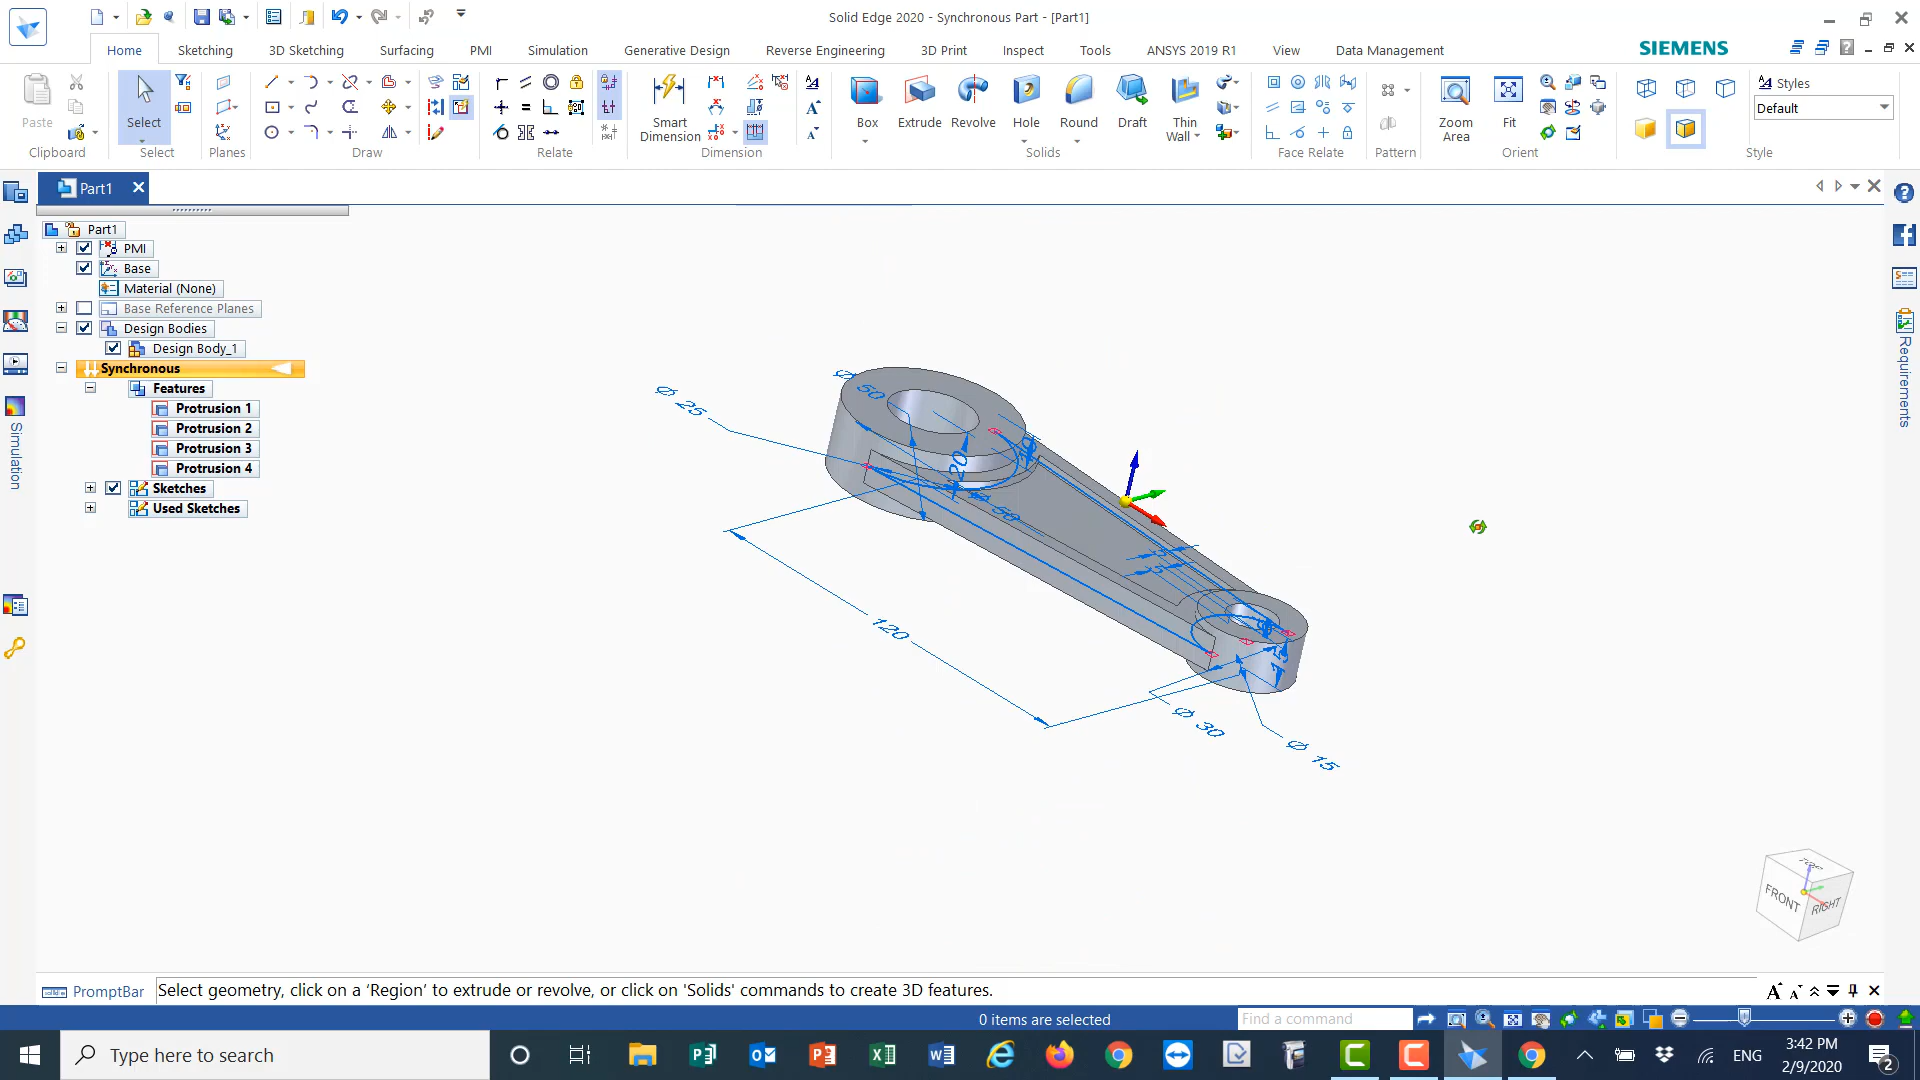 Solid Edge 2020 - Synchronous Part - [Part1]
Home Sketching 3D Sketching Surfacing PMI Simulation Generative Design Reverse Engineering 3D Print Inspect Tools ANSYS 2019 R1 View Data Management
SIEMENS
Paste
Select
Smart Dimension
Box Extrude Revolve Hole Round Draft Thin Wall
Zoom Area
Fit
Styles
Default
Clipboard Select Planes Draw Relate Dimension Solids Face Relate Pattern Orient Style
Part1
Part1
PMI
Base
Material (None)
Base Reference Planes
Design Bodies
Design Body_1
Synchronous
Features
Protrusion 1
Protrusion 2
Protrusion 3
Protrusion 4
Sketches
Used Sketches
Simulation
Requirements
Ø 50
Ø 25
20
50
120
Ø 30
Ø 15
TOP
FRONT
RIGHT
PromptBar
Select geometry, click on a ‘Region’ to extrude or revolve, or click on 'Solids' commands to create 3D features.
0 items are selected
Find a command
Type here to search
ENG
3:42 PM
2/9/2020
2